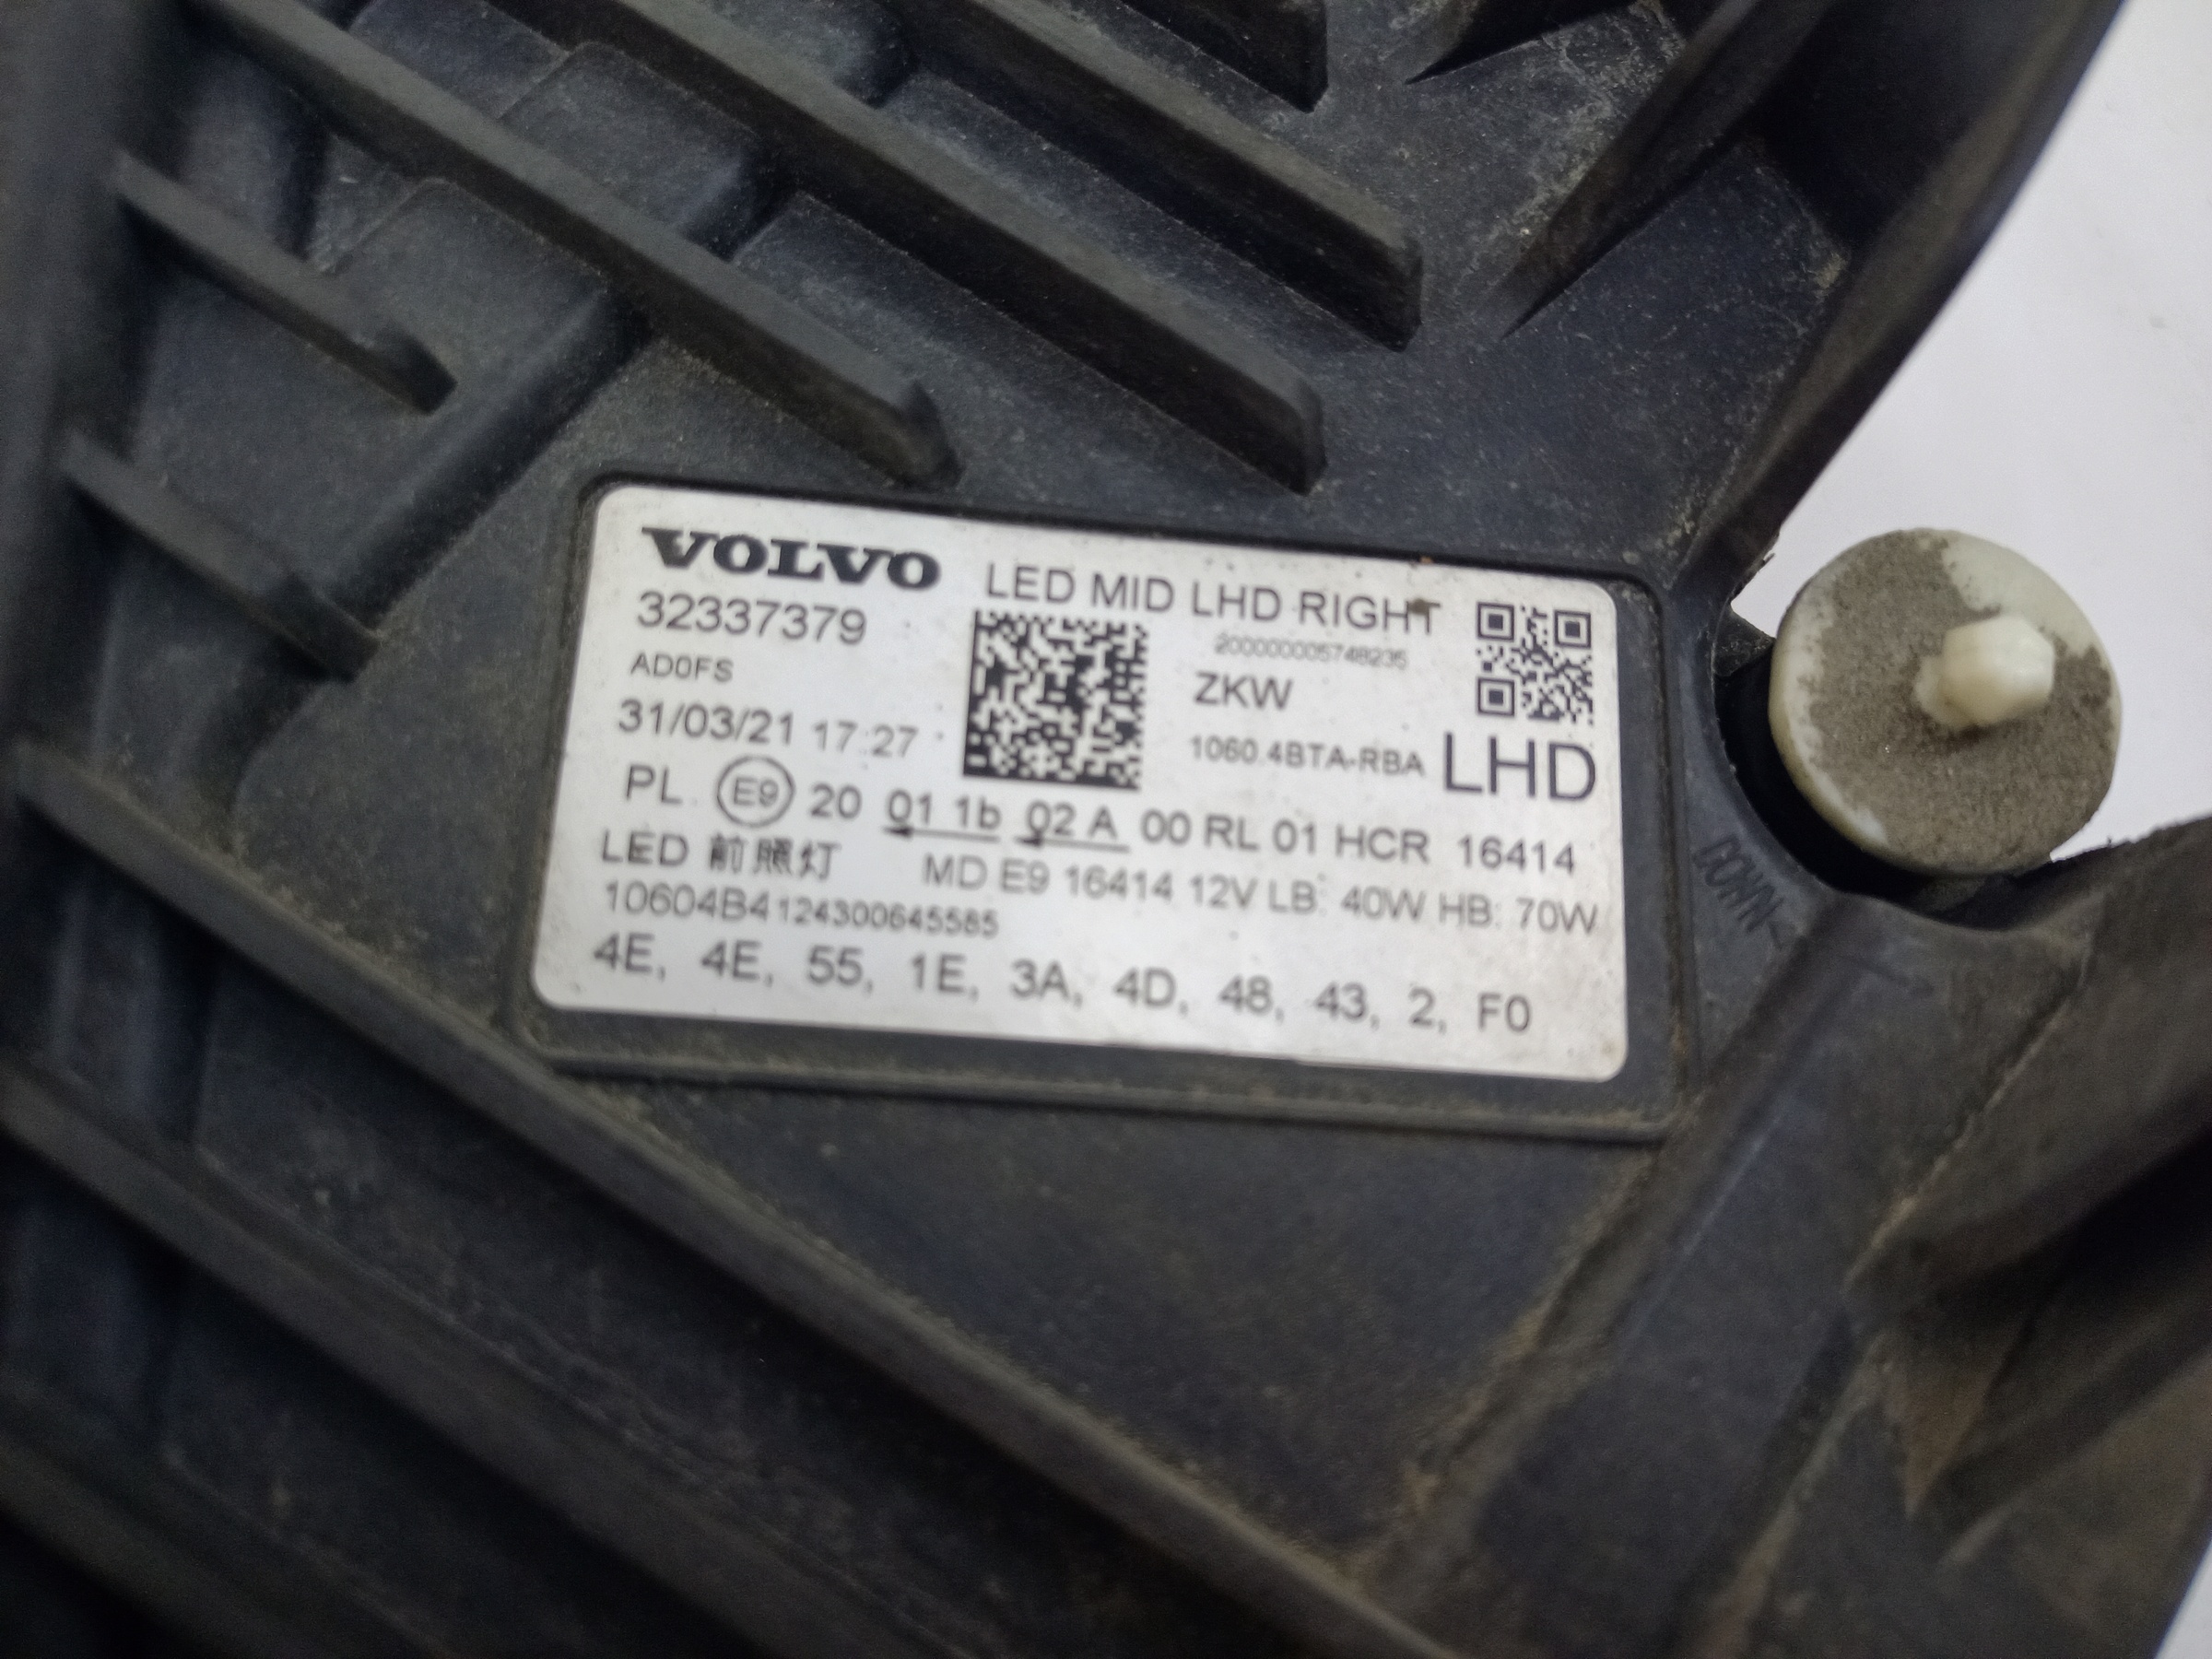 VOLVO LED MID LHD RIGHT
32337379
200000005748235
AD0FS
ZKW
31/03/21 17:27
1060.4BTA-RBA LHD
PL E9 20 01 1b 02 A 00 RL 01 HCR 16414
LED 前照灯 MD E9 16414 12V LB: 40W HB: 70W
10604B4124300645585
4E, 4E, 55, 1E, 3A, 4D, 48, 43, 2, F0